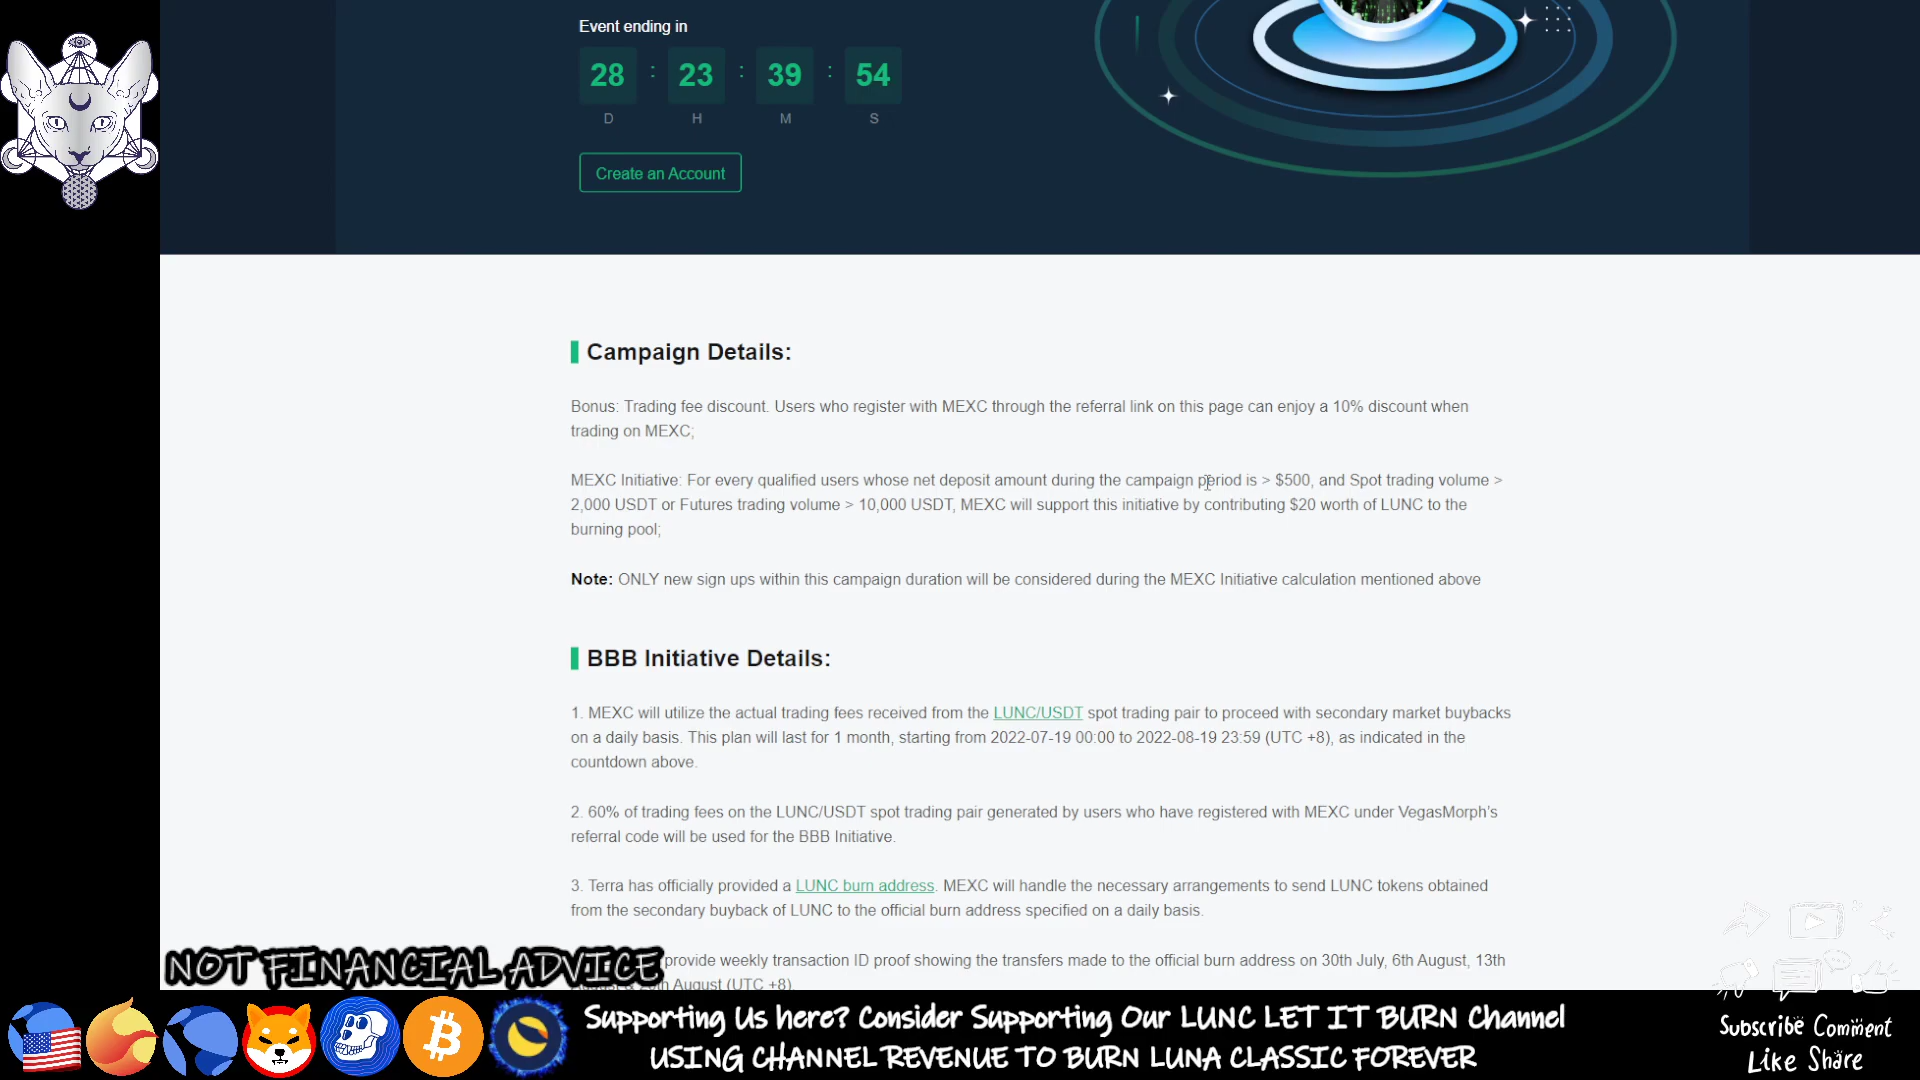 Event ending in
28 : 23 : 39 : 54
D H M S
Create an Account
Campaign Details:
Bonus: Trading fee discount. Users who register with MEXC through the referral link on this page can enjoy a 10% discount when
trading on MEXC;
MEXC Initiative: For every qualified users whose net deposit amount during the campaign period is > $500, and Spot trading volume >
2,000 USDT or Futures trading volume > 10,000 USDT, MEXC will support this initiative by contributing $20 worth of LUNC to the
burning pool;
Note: ONLY new sign ups within this campaign duration will be considered during the MEXC Initiative calculation mentioned above
BBB Initiative Details:
1. MEXC will utilize the actual trading fees received from the LUNC/USDT spot trading pair to proceed with secondary market buybacks
on a daily basis. This plan will last for 1 month, starting from 2022-07-19 00:00 to 2022-08-19 23:59 (UTC +8), as indicated in the
countdown above.
2. 60% of trading fees on the LUNC/USDT spot trading pair generated by users who have registered with MEXC under VegasMorph's
referral code will be used for the BBB Initiative.
3. Terra has officially provided a LUNC burn address. MEXC will handle the necessary arrangements to send LUNC tokens obtained
from the secondary buyback of LUNC to the official burn address specified on a daily basis.
provide weekly transaction ID proof showing the transfers made to the official burn address on 30th July, 6th August, 13th
August (UTC +8)
NOT FINANCIAL ADVICE
Supporting Us here? Consider Supporting Our LUNC LET IT BURN Channel
USING CHANNEL REVENUE TO BURN LUNA CLASSIC FOREVER
Subscribe Comment
Like Share